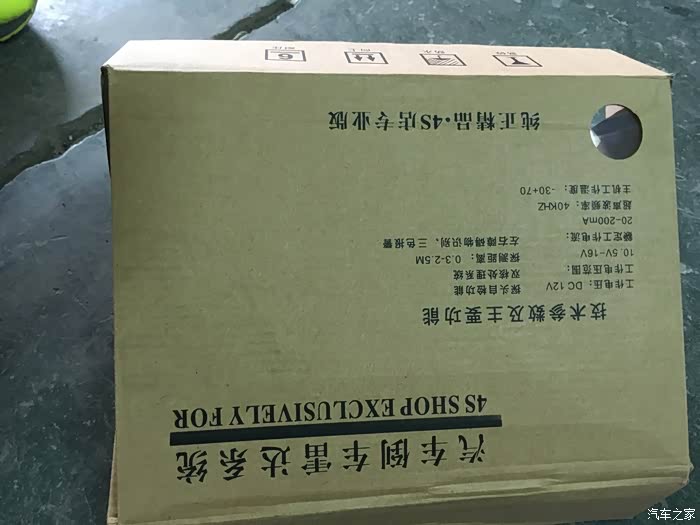 汽车倒车雷达系统
4S SHOP EXCLUSIVELY FOR
技术参数及主要功能
工作电压: DC 12V
探头自检功能
工作电压范围:
双核处理系统
10.5V-16V
探测距离: 0.3-2.5M
额定工作电流:
左右障碍物识别、三色报警
20-200mA
超声波频率: 40KHZ
主机工作温度: -30+70
纯正精品·4S店专业版
6
汽车之家